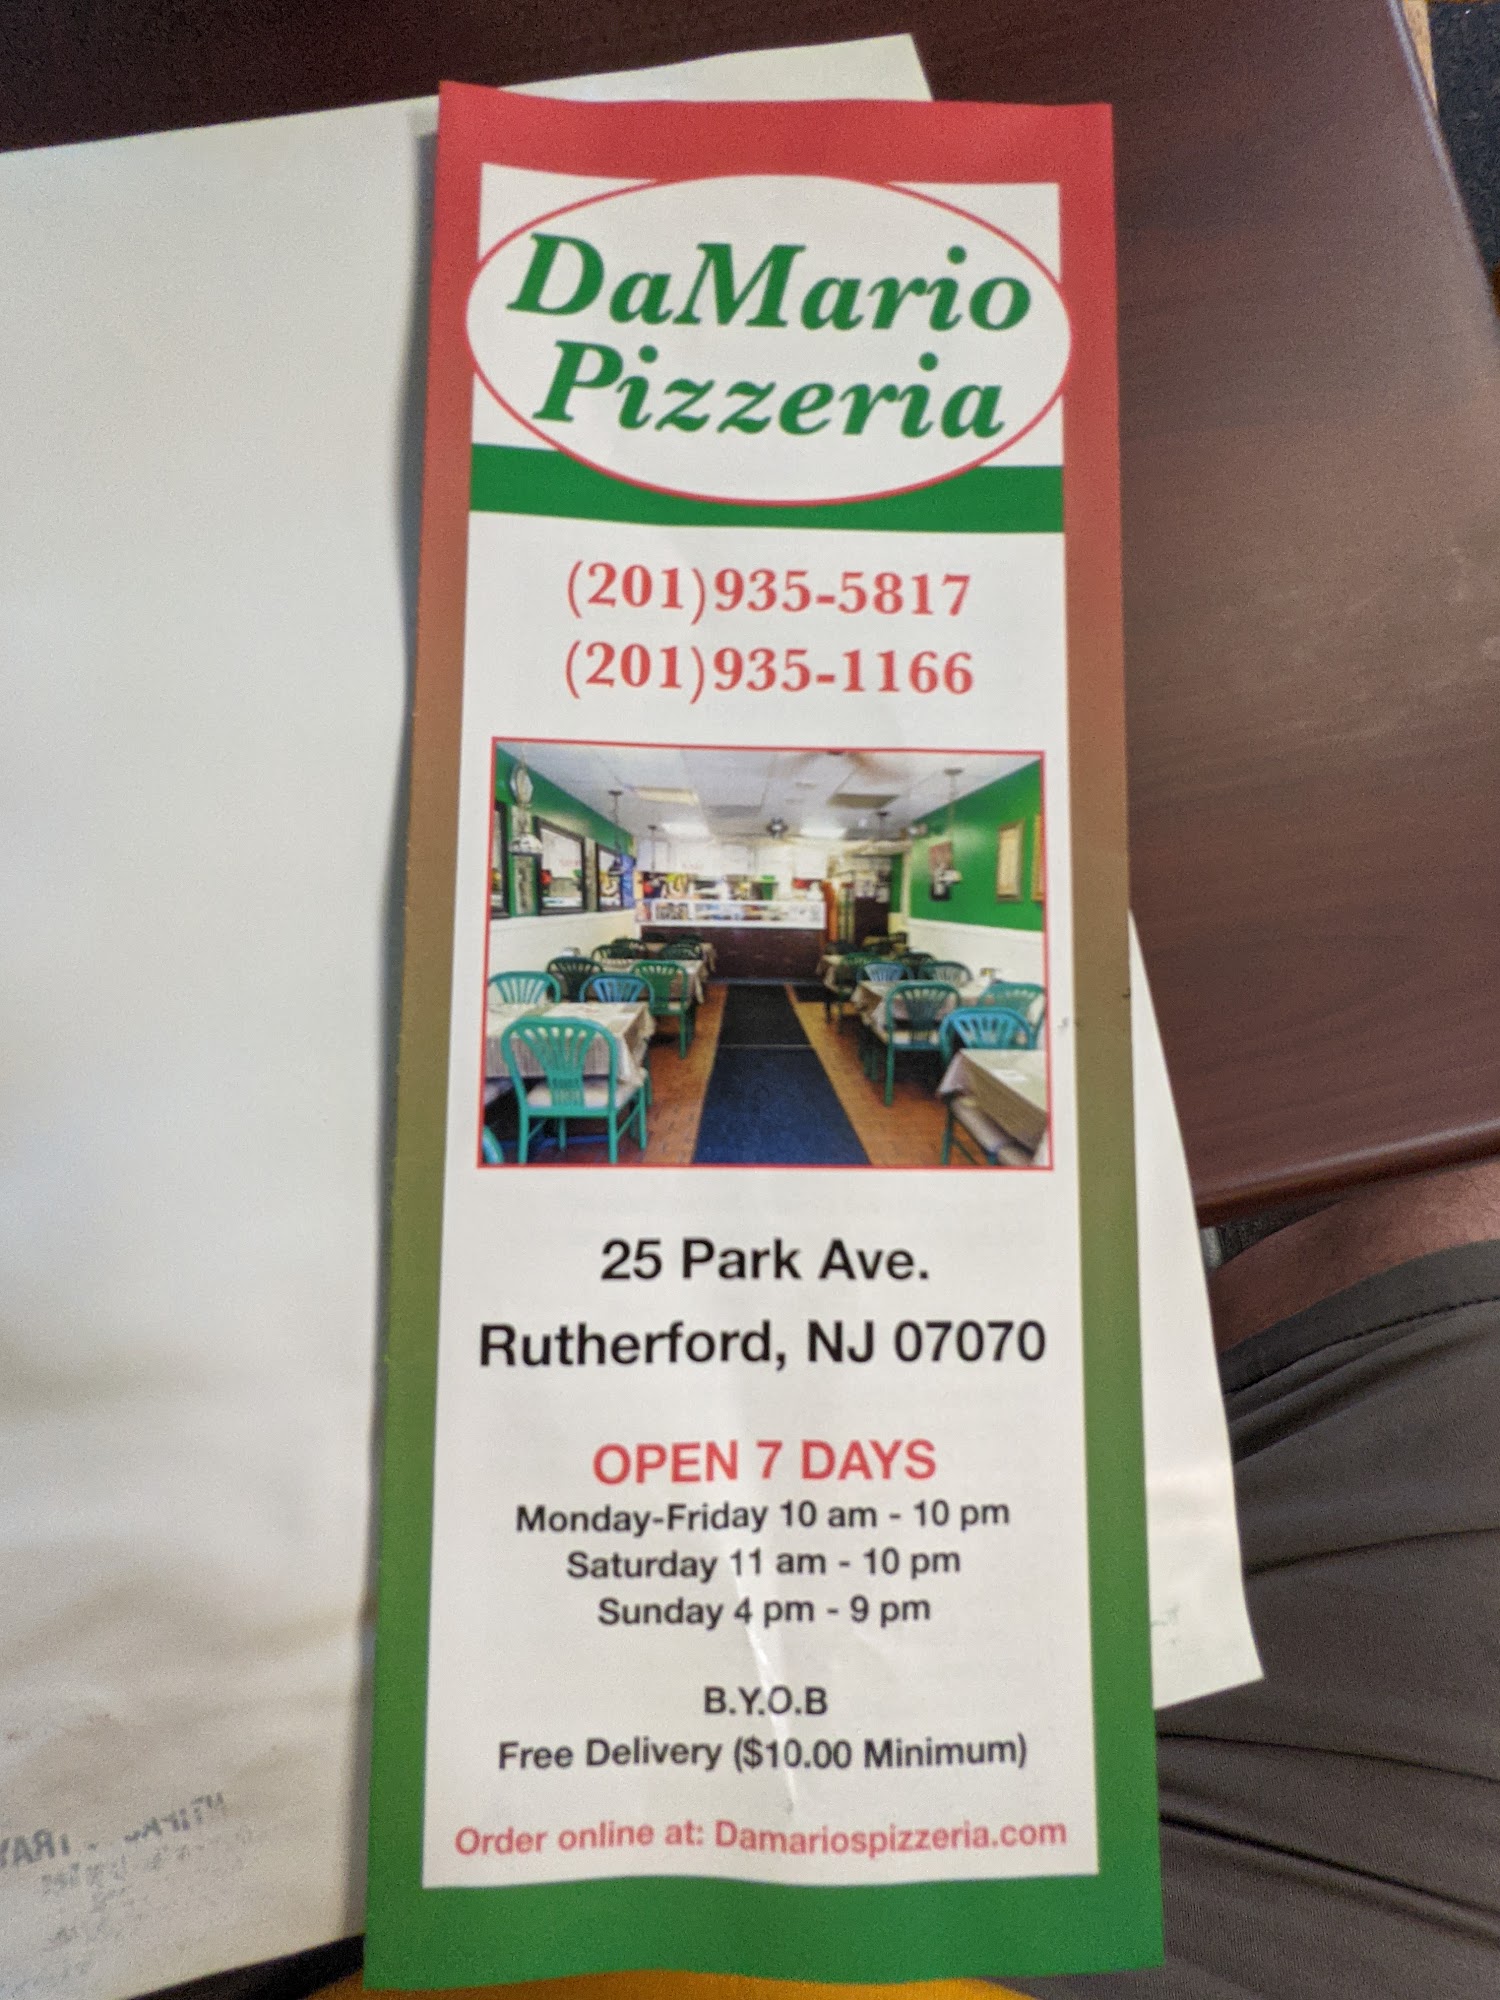 DaMario
Pizzeria
(201)935-5817
(201)935-1166
25 Park Ave.
Rutherford, NJ 07070
OPEN 7 DAYS
Monday-Friday 10 am - 10 pm
Saturday 11 am - 10 pm
Sunday 4 pm - 9 pm
B.Y.O.B
Free Delivery ($10.00 Minimum)
Order online at: Damariospizzeria.com